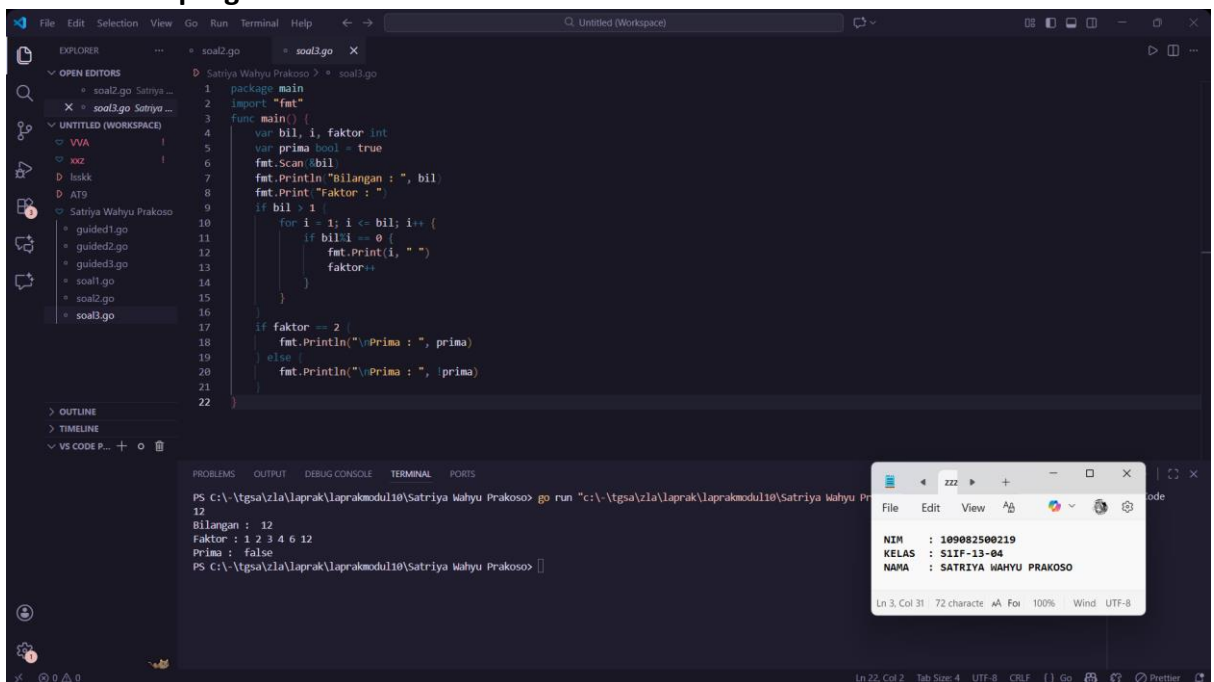 File Edit Selection View Go Run Terminal Help
Untitled (Workspace)
EXPLORER
OPEN EDITORS
soal2.go Satriya ...
soal3.go Satriya ...
UNTITLED (WORKSPACE)
VVA !
xxz !
lsskk
AT9
Satriya Wahyu Prakoso
guided1.go
guided2.go
guided3.go
soal1.go
soal2.go
soal3.go
OUTLINE
TIMELINE
VS CODE P...
soal2.go soal3.go
Satriya Wahyu Prakoso > soal3.go
1 package main
2 import "fmt"
3 func main() {
4 var bil, i, faktor int
5 var prima bool = true
6 fmt.Scan(&bil)
7 fmt.Println("Bilangan : ", bil)
8 fmt.Print("Faktor : ")
9 if bil > 1 {
10 for i = 1; i <= bil; i++ {
11 if bil%i == 0 {
12 fmt.Print(i, " ")
13 faktor++
14 }
15 }
16 }
17 if faktor == 2 {
18 fmt.Println("\nPrima : ", prima)
19 } else {
20 fmt.Println("\nPrima : ", !prima)
21 }
22 }
PROBLEMS OUTPUT DEBUG CONSOLE TERMINAL PORTS
PS C:\-\tgsa\zla\laprak\laprakmodul10\Satriya Wahyu Prakoso> go run "c:\-\tgsa\zla\laprak\laprakmodul10\Satriya Wahyu Pr
12
Bilangan :  12
Faktor : 1 2 3 4 6 12
Prima :  false
PS C:\-\tgsa\zla\laprak\laprakmodul10\Satriya Wahyu Prakoso>
Code
zzz
File Edit View
NIM : 109082500219
KELAS : S1IF-13-04
NAMA : SATRIYA WAHYU PRAKOSO
Ln 3, Col 31 72 characte For 100% Wind UTF-8
0 0 0
Ln 22, Col 2 Tab Size: 4 UTF-8 CRLF { } Go Prettier